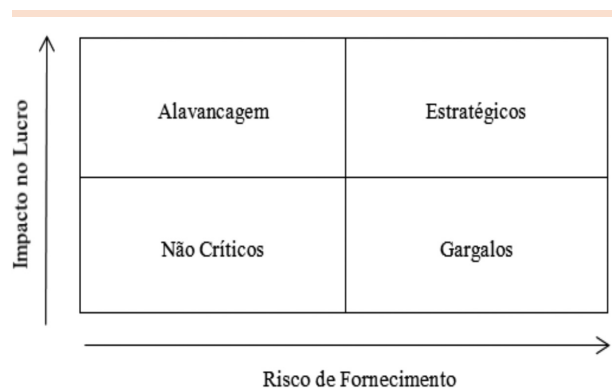 Impacto no Lucro
Alavancagem
Estratégicos
Não Críticos
Gargalos
Risco de Fornecimento